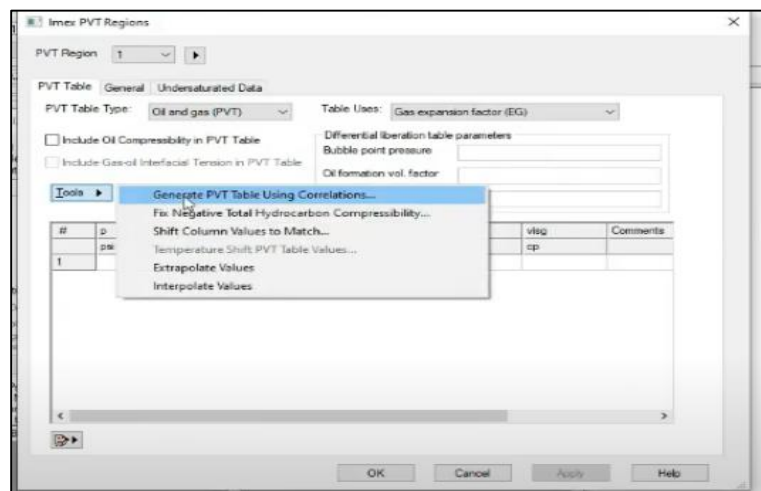 Imex PVT Regions
PVT Region 1
PVT Table General Undersaturated Data
PVT Table Type: Oil and gas (PVT) Table Uses: Gas expansion factor (EG)
Include Oil Compressibility in PVT Table
Include Gas-oil Interfacial Tension in PVT Table
Differential liberation table parameters
Bubble point pressure
Oil formation vol. factor
Tools
Generate PVT Table Using Correlations...
Fix Negative Total Hydrocarbon Compressibility...
Shift Column Values to Match...
Temperature Shift PVT Table Values...
Extrapolate Values
Interpolate Values
# p visg Comments
psi cp
1
OK Cancel Apply Help